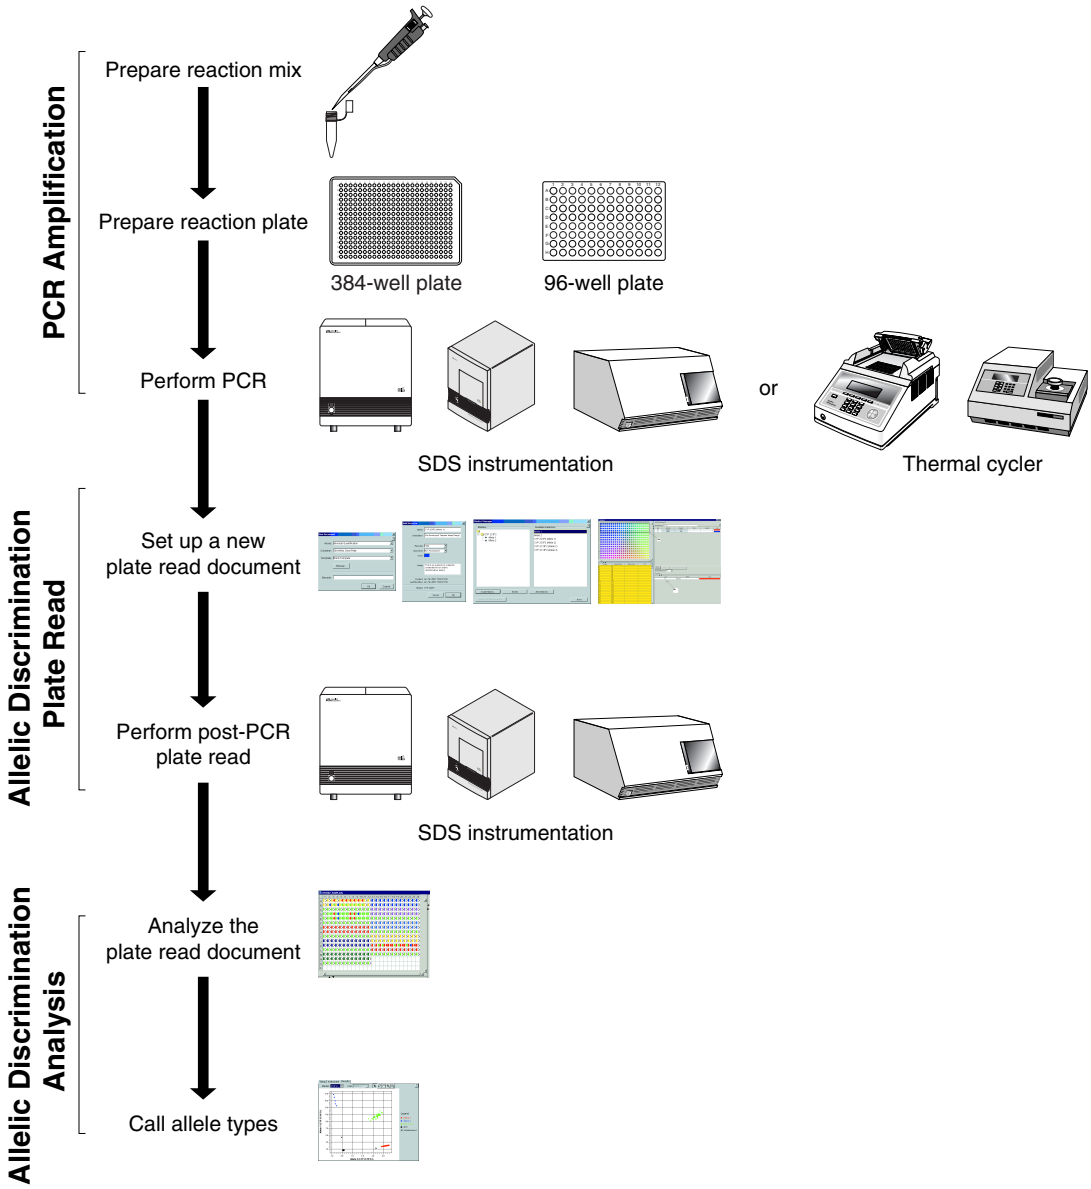 PCR Amplification
Prepare reaction mix
Prepare reaction plate
384-well plate
96-well plate
Perform PCR
or
SDS instrumentation
Thermal cycler
Allelic Discrimination
Plate Read
Set up a new
plate read document
Perform post-PCR
plate read
SDS instrumentation
Allelic Discrimination
Analysis
Analyze the
plate read document
Call allele types